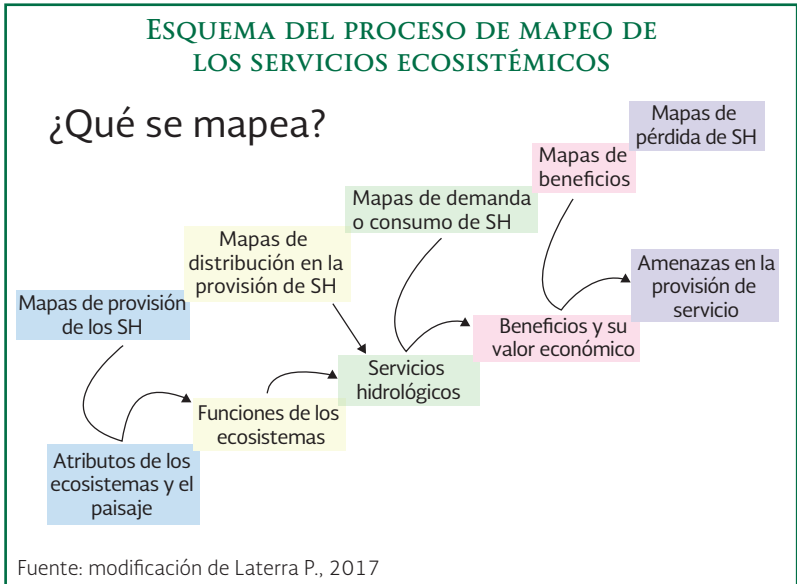 ESQUEMA DEL PROCESO DE MAPEO DE
LOS SERVICIOS ECOSISTÉMICOS
¿Qué se mapea?
Mapas de
pérdida de SH
Mapas de
beneficios
Mapas de demanda
o consumo de SH
Mapas de
distribución en la
provisión de SH
Mapas de provisión
de los SH
Amenazas en la
provisión de
servicio
Beneficios y su
valor económico
Servicios
hidrológicos
Funciones de los
ecosistemas
Atributos de los
ecosistemas y el
paisaje
Fuente: modificación de Laterra P., 2017